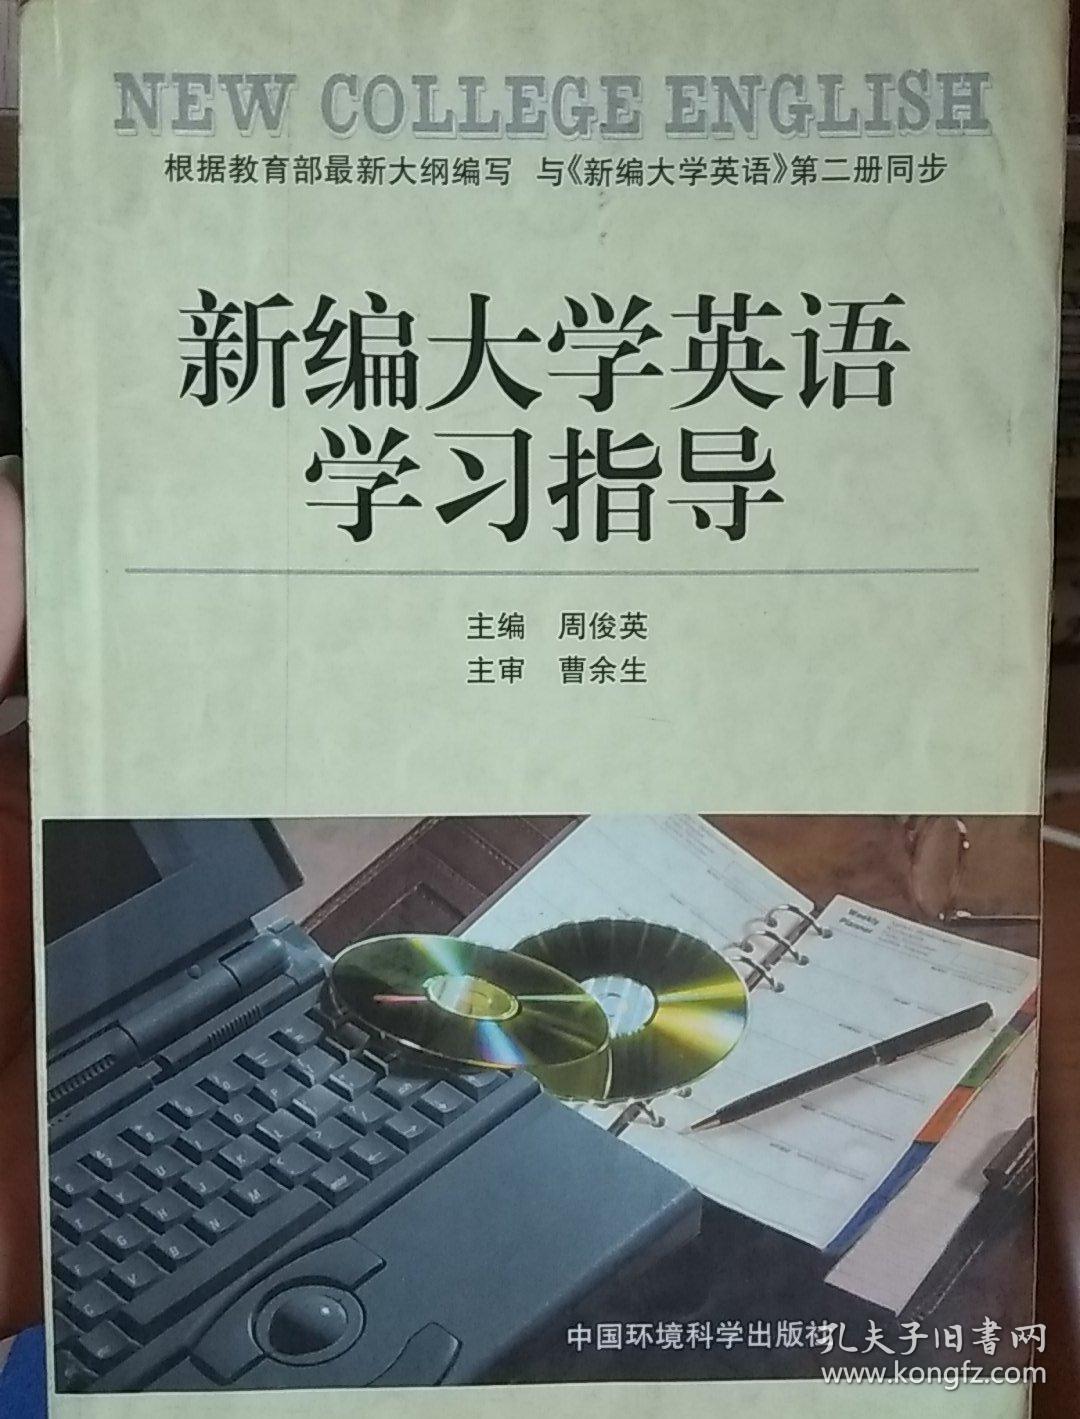 NEW COLLEGE ENGLISH
根据教育部最新大纲编写 与《新编大学英语》第二册同步
新编大学英语
学习指导
主编 周俊英
主审 曹余生
Weekly
Planner
中国环境科学出版社
孔夫子旧書网
www.kongfz.com